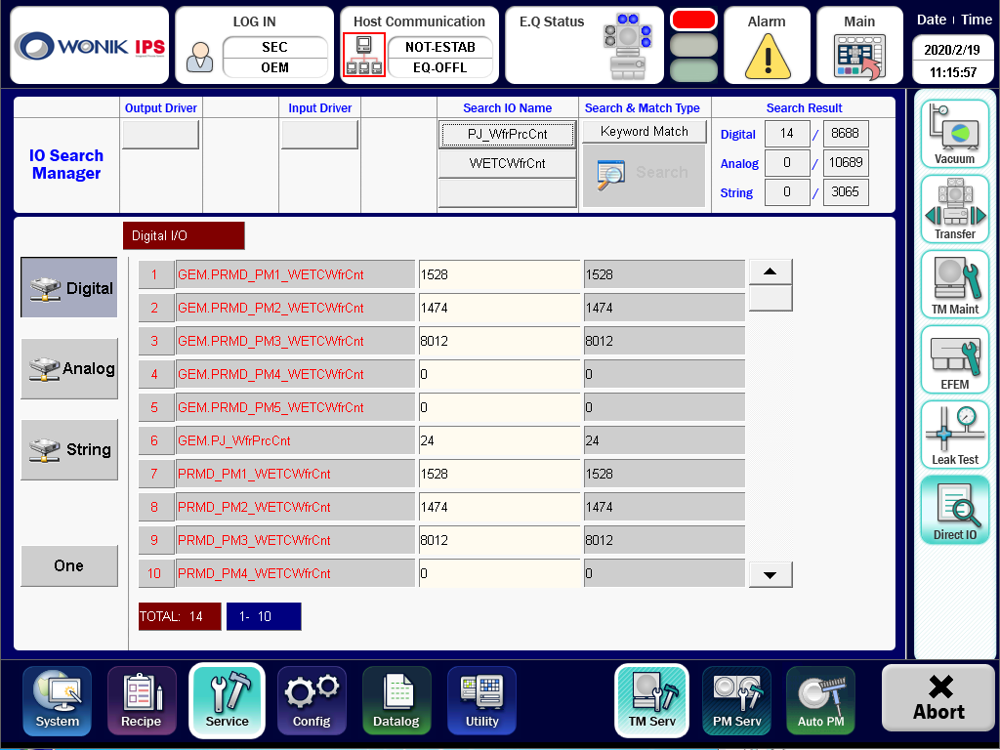 WONIK IPS
LOG IN
SEC
OEM
Host Communication
NOT-ESTAB
EQ-OFFL
E.Q Status
Alarm
Main
Date | Time
2020/2/19
11:15:57
IO Search
Manager
Output Driver
Input Driver
Search IO Name
PJ_WfrPrcCnt
WETCWfrCnt
Search & Match Type
Keyword Match
Search
Search Result
Digital 14 / 8688
Analog 0 / 10689
String 0 / 3065
Vacuum
Transfer
TM Maint
EFEM
Leak Test
Direct IO
Digital
Analog
String
One
Digital I/O
1 GEM.PRMD_PM1_WETCWfrCnt 1528 1528
2 GEM.PRMD_PM2_WETCWfrCnt 1474 1474
3 GEM.PRMD_PM3_WETCWfrCnt 8012 8012
4 GEM.PRMD_PM4_WETCWfrCnt 0 0
5 GEM.PRMD_PM5_WETCWfrCnt 0 0
6 GEM.PJ_WfrPrcCnt 24 24
7 PRMD_PM1_WETCWfrCnt 1528 1528
8 PRMD_PM2_WETCWfrCnt 1474 1474
9 PRMD_PM3_WETCWfrCnt 8012 8012
10 PRMD_PM4_WETCWfrCnt 0 0
TOTAL: 14
1- 10
System
Recipe
Service
Config
Datalog
Utility
TM Serv
PM Serv
Auto PM
Abort